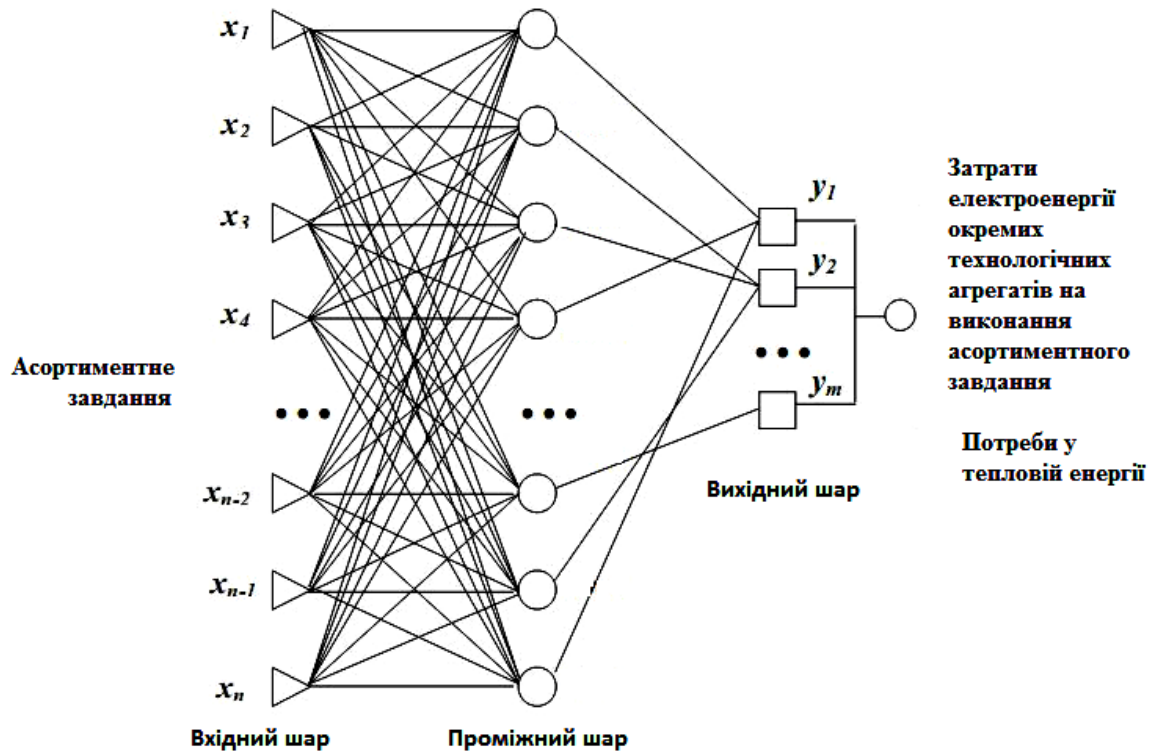 x1
x2
x3
x4
Асортиментне
завдання
•••
xn-2
xn-1
xn
Вхідний шар
•••
Проміжний шар
y1
y2
•••
ym
Вихідний шар
Затрати
електроенергії
окремих
технологічних
агрегатів на
виконання
асортиментного
завдання
Потреби у
тепловій енергії